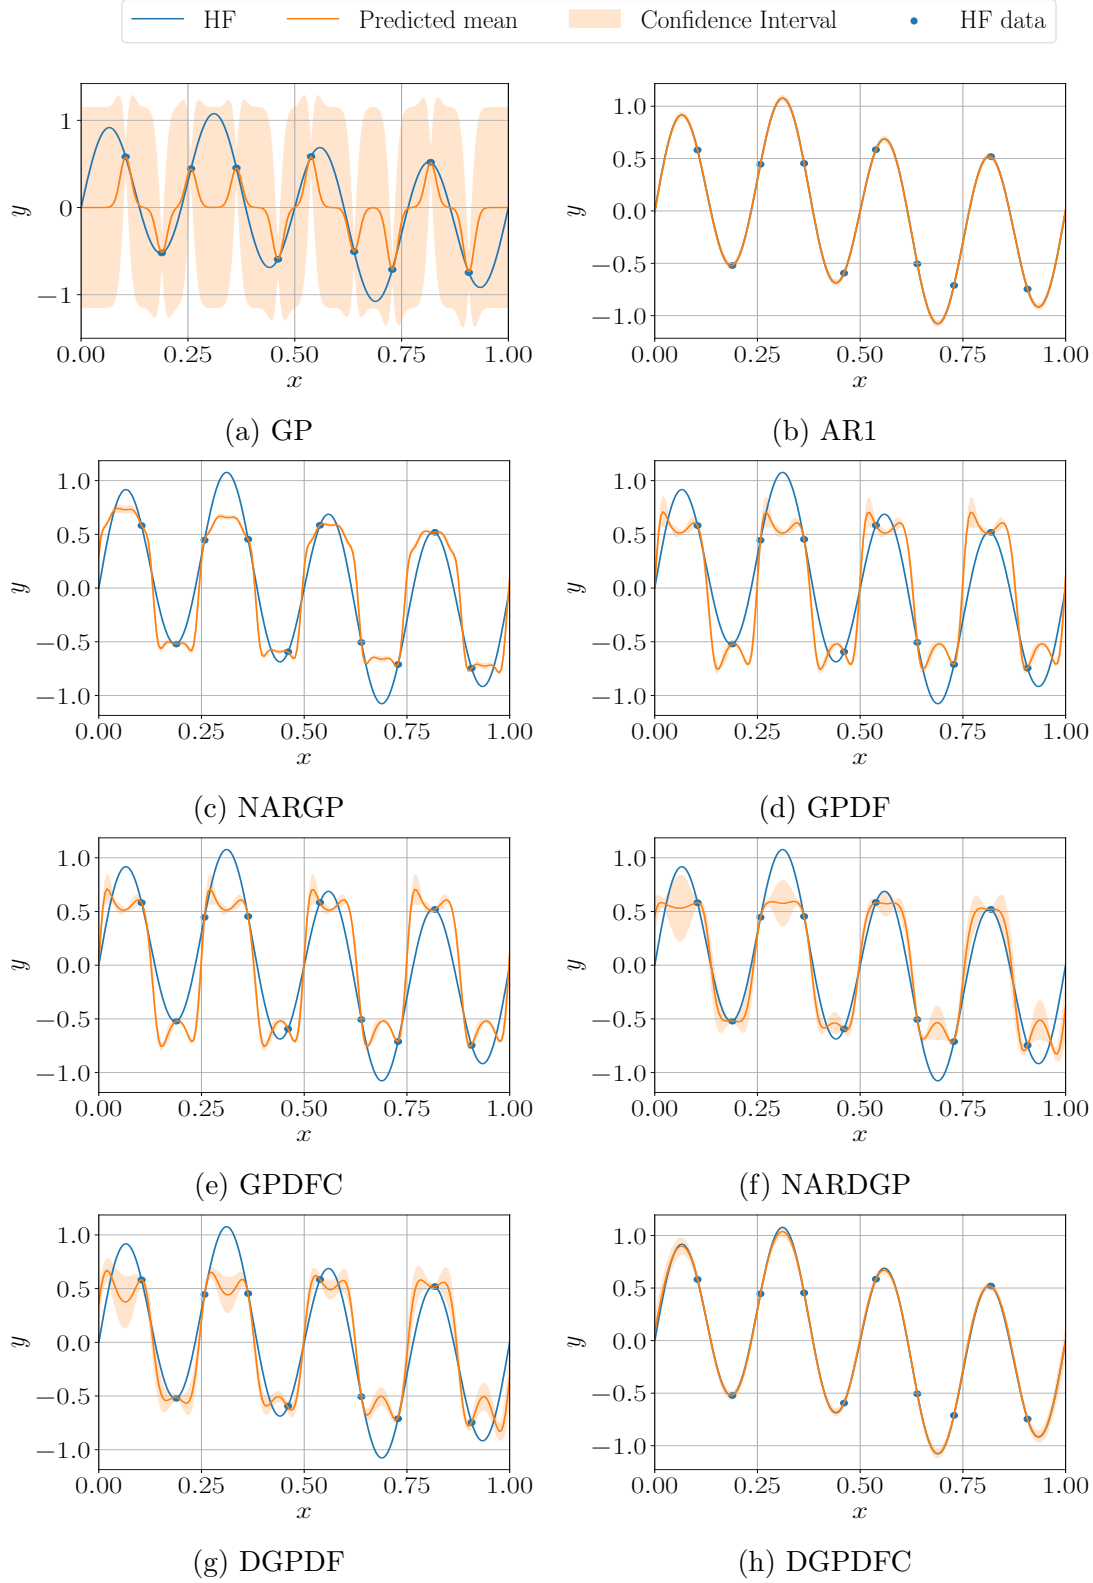 HF Predicted mean Confidence Interval HF data
1
0
−1
y
0.00 0.25 0.50 0.75 1.00
x
(a) GP
1.0
0.5
0.0
−0.5
−1.0
y
0.00 0.25 0.50 0.75 1.00
x
(b) AR1
1.0
0.5
0.0
−0.5
−1.0
y
0.00 0.25 0.50 0.75 1.00
x
(c) NARGP
1.0
0.5
0.0
−0.5
−1.0
y
0.00 0.25 0.50 0.75 1.00
x
(d) GPDF
1.0
0.5
0.0
−0.5
−1.0
y
0.00 0.25 0.50 0.75 1.00
x
(e) GPDFC
1.0
0.5
0.0
−0.5
−1.0
y
0.00 0.25 0.50 0.75 1.00
x
(f) NARDGP
1.0
0.5
0.0
−0.5
−1.0
y
0.00 0.25 0.50 0.75 1.00
x
(g) DGPDF
1.0
0.5
0.0
−0.5
−1.0
y
0.00 0.25 0.50 0.75 1.00
x
(h) DGPDFC